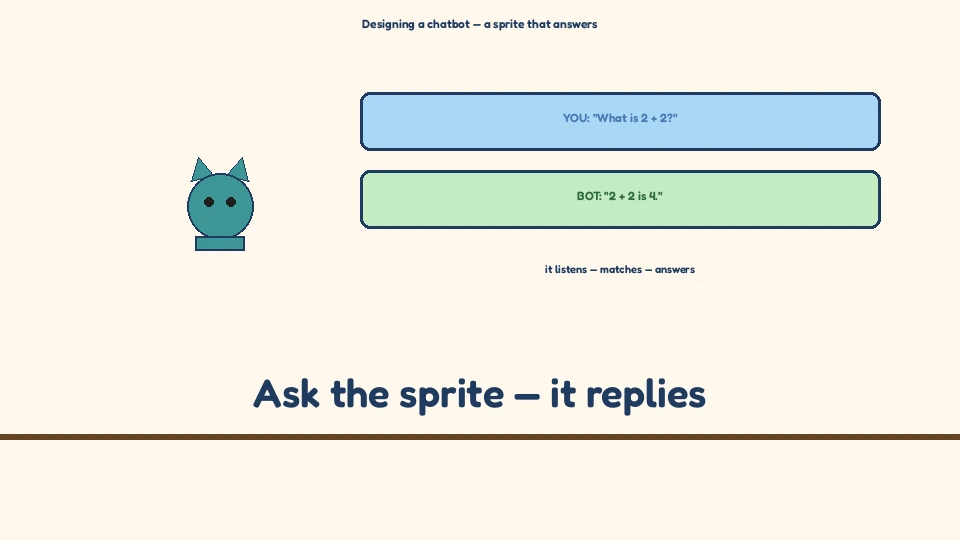 Designing a chatbot — a sprite that answers
YOU: "What is 2 + 2?"
BOT: "2 + 2 is 4."
it listens — matches — answers
Ask the sprite — it replies